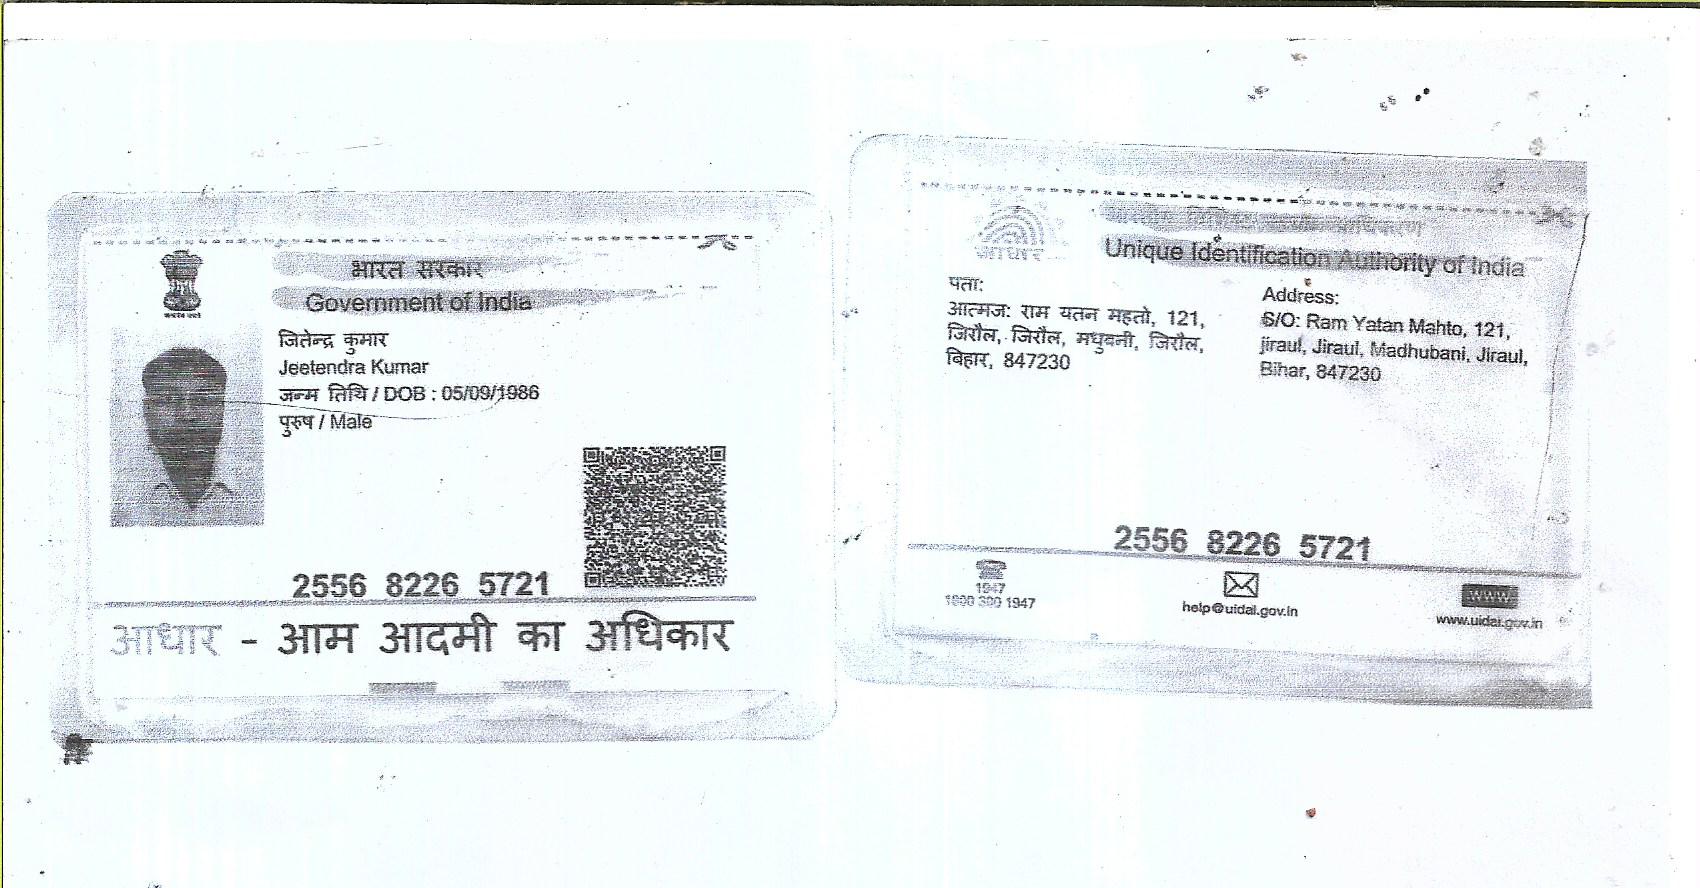 भारत सरकार
Government of India
जितेन्द्र कुमार
Jeetendra Kumar
जन्म तिथि / DOB : 05/09/1986
पुरुष / Male
2556 8226 5721
आधार - आम आदमी का अधिकार
आधार
Unique Identification Authority of India
पता:
आत्मज: राम यतन महतो, 121,
जिरौल, जिरौल, मधुबनी, जिरौल,
बिहार, 847230
Address:
S/O: Ram Yatan Mahto, 121,
jiraul, Jiraul, Madhubani, Jiraul,
Bihar, 847230
2556 8226 5721
1947
1800 300 1947
help@uidai.gov.in
www
www.uidai.gov.in